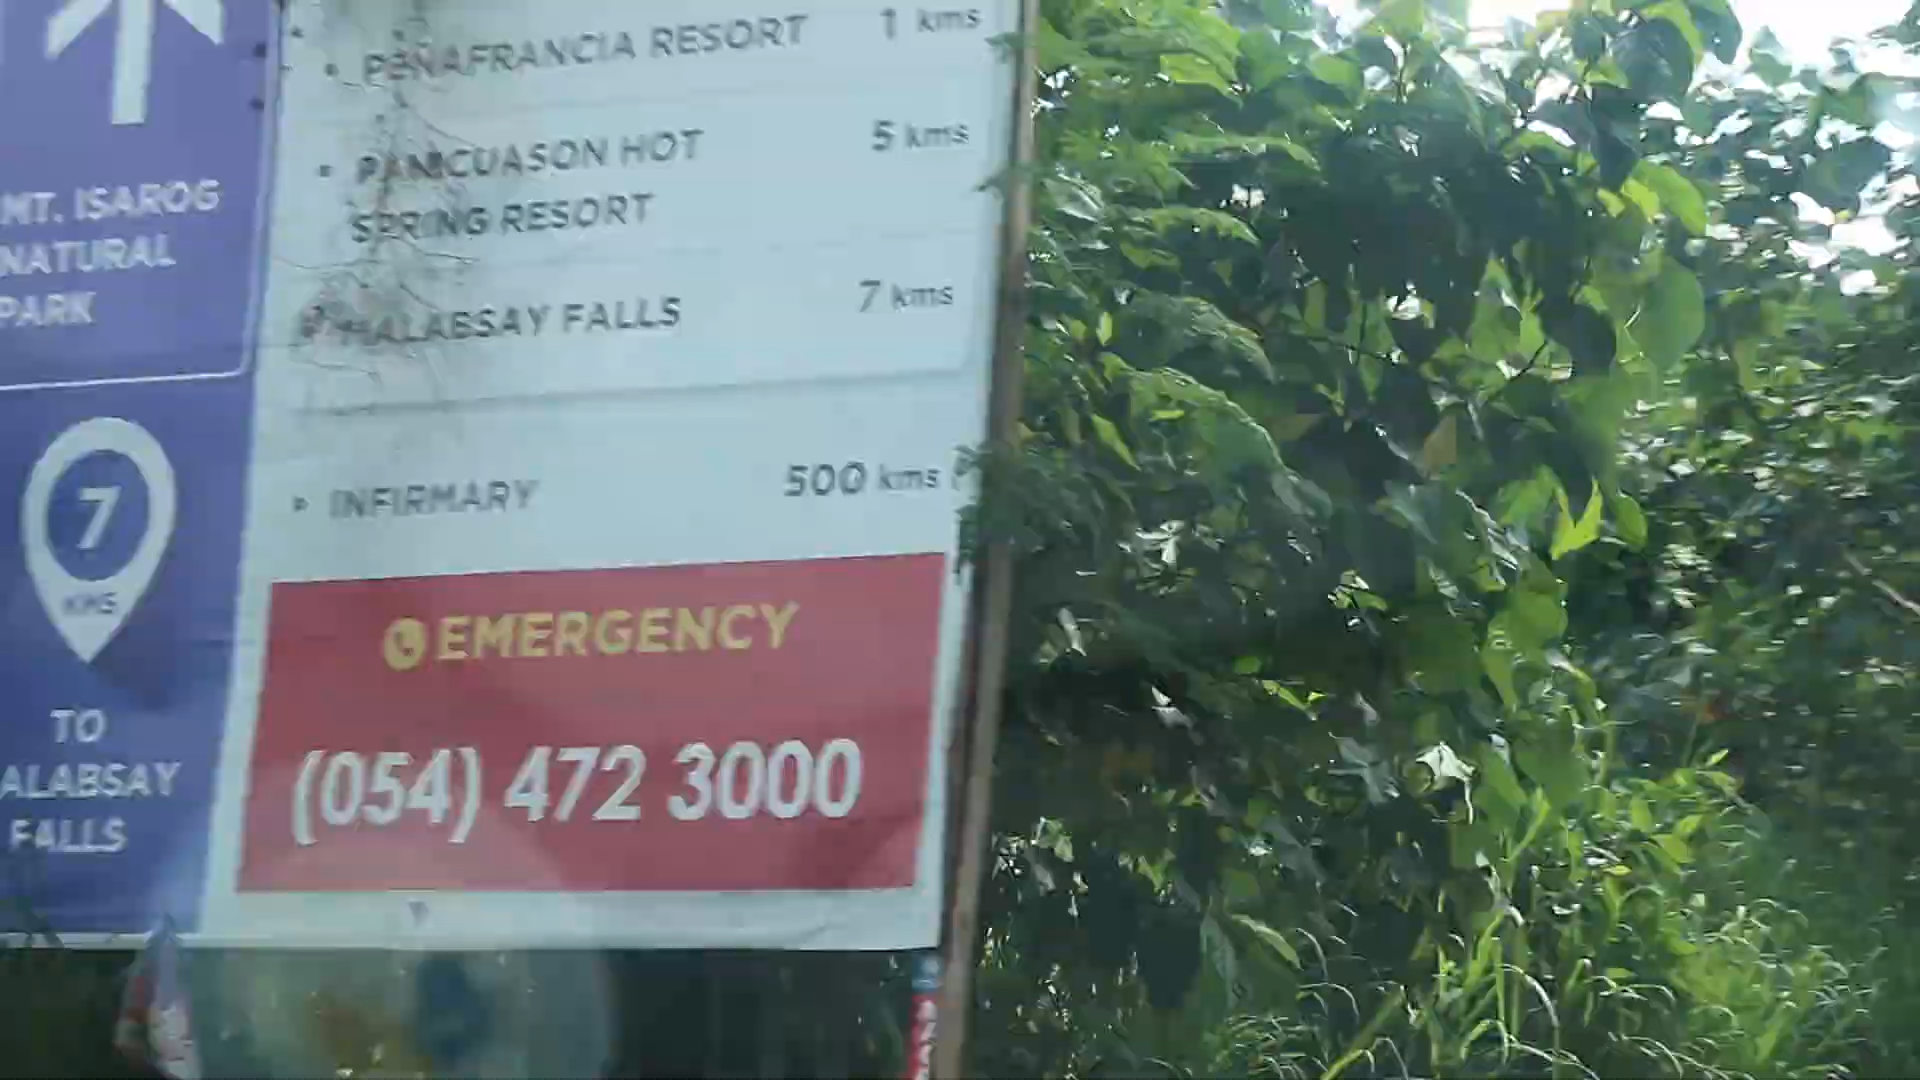 MT. ISAROG
NATURAL
PARK
7
KMS
TO
ALABSAY
FALLS
PEÑAFRANCIA RESORT 1 kms
PANICUASON HOT 5 kms
SPRING RESORT
MALABSAY FALLS 7 kms
INFIRMARY 500 kms
EMERGENCY
(054) 472 3000